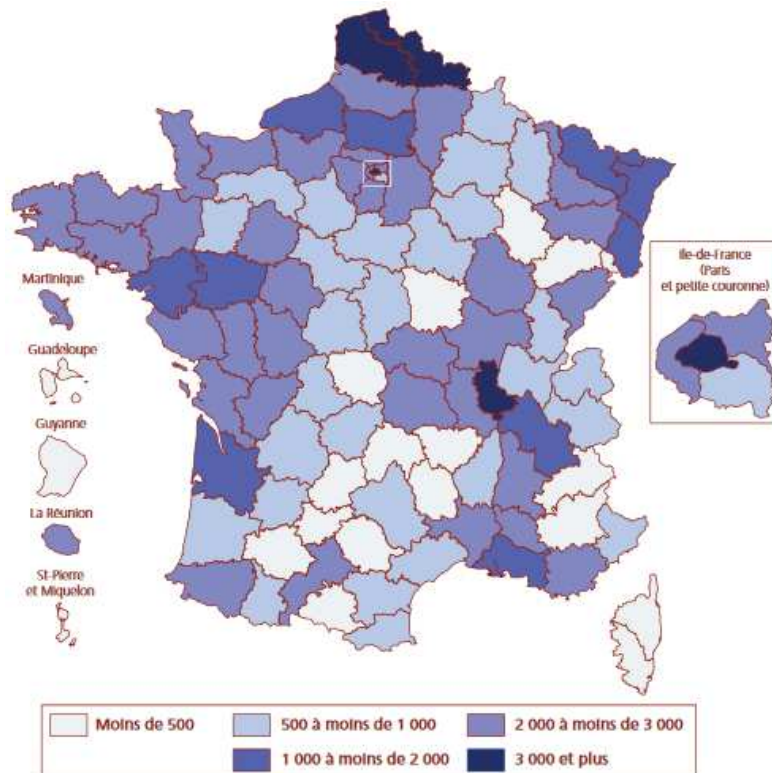 Martinique
Guadeloupe
Guyanne
La Réunion
St-Pierre
et Miquelon
Ile-de-France
(Paris
et petite couronne)
Moins de 500
500 à moins de 1 000
2 000 à moins de 3 000
1 000 à moins de 2 000
3 000 et plus